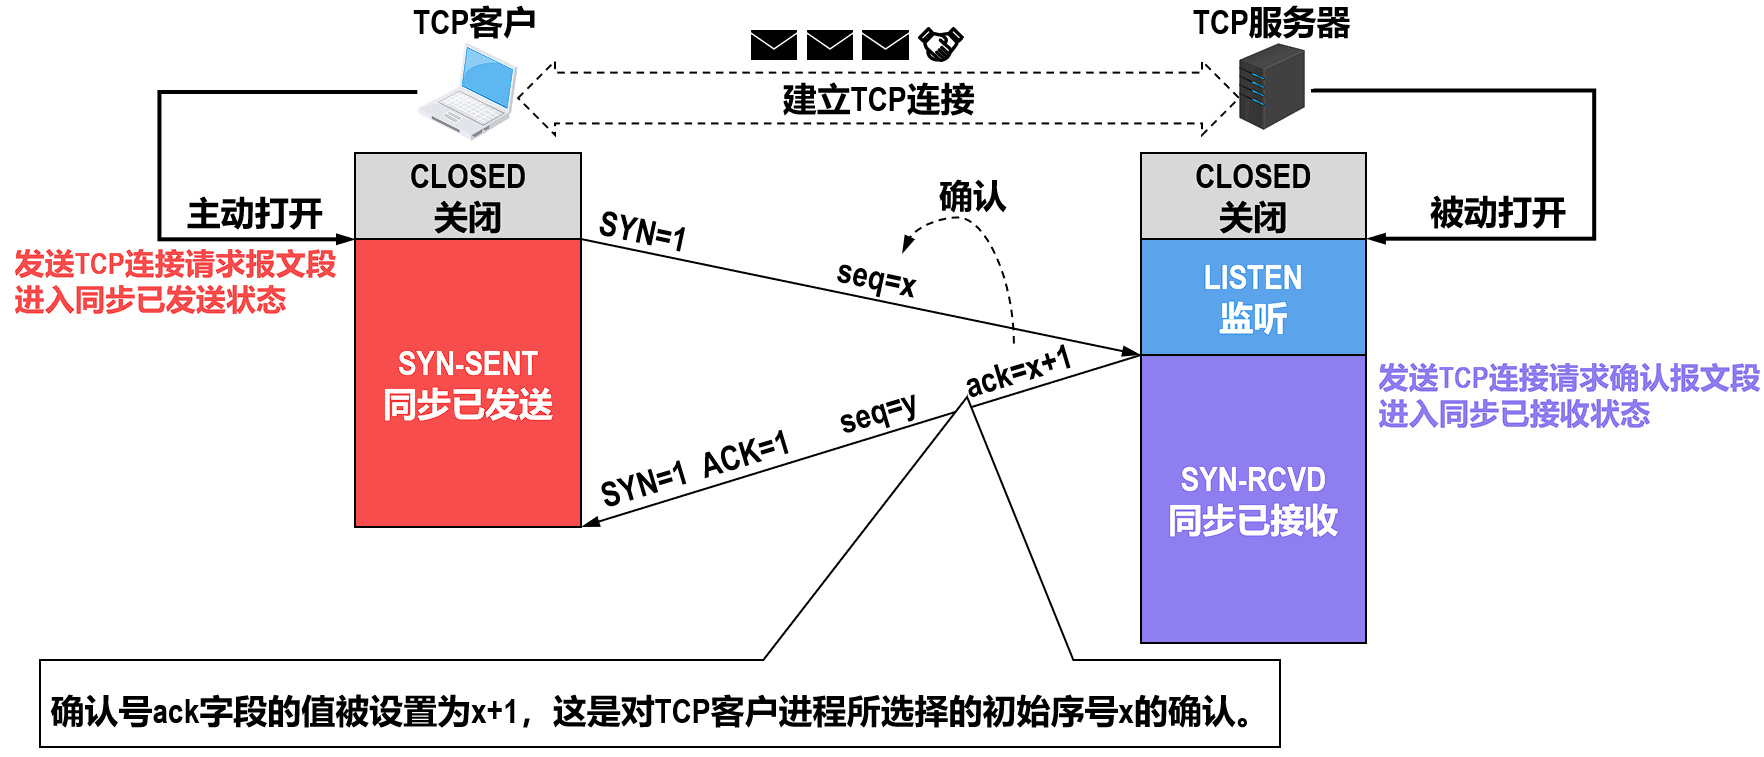 TCP客户
TCP服务器
建立TCP连接
CLOSED
关闭
CLOSED
关闭
主动打开
被动打开
确认
SYN=1
seq=x
发送TCP连接请求报文段
进入同步已发送状态
LISTEN
监听
SYN-SENT
同步已发送
ack=x+1
seq=y
SYN=1 ACK=1
发送TCP连接请求确认报文段
进入同步已接收状态
SYN-RCVD
同步已接收
确认号ack字段的值被设置为x+1，这是对TCP客户进程所选择的初始序号x的确认。